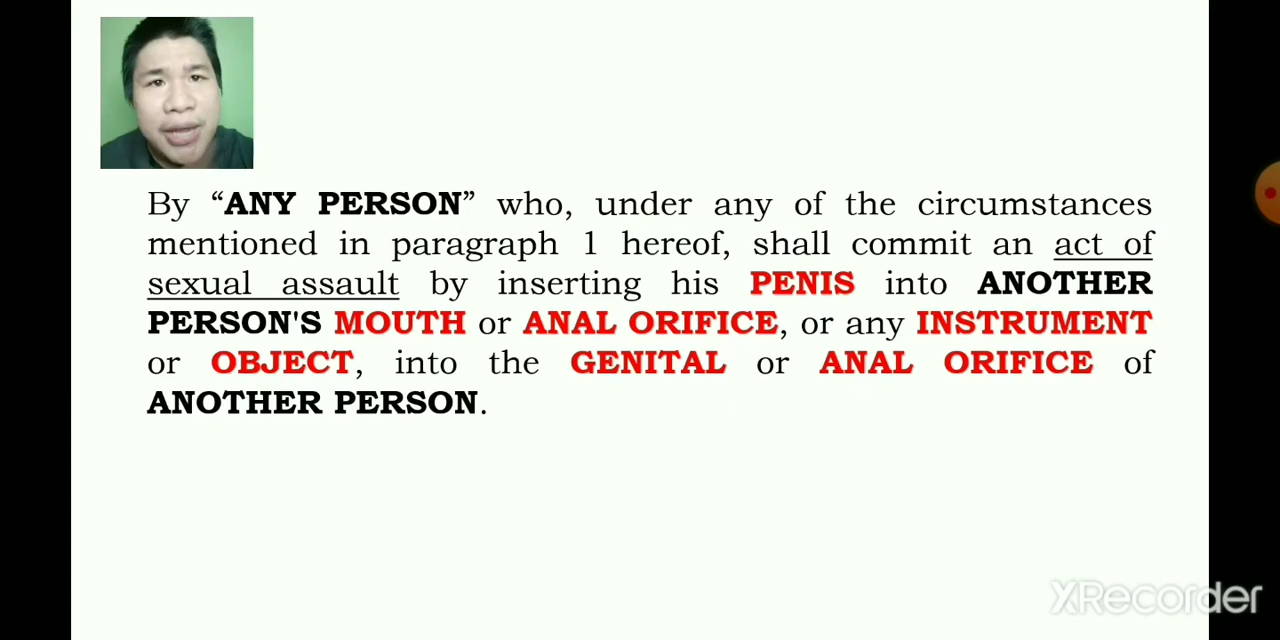 By “ANY PERSON” who, under any of the circumstances
mentioned in paragraph 1 hereof, shall commit an act of
sexual assault by inserting his PENIS into ANOTHER
PERSON'S MOUTH or ANAL ORIFICE, or any INSTRUMENT
or OBJECT, into the GENITAL or ANAL ORIFICE of
ANOTHER PERSON.
XRecorder